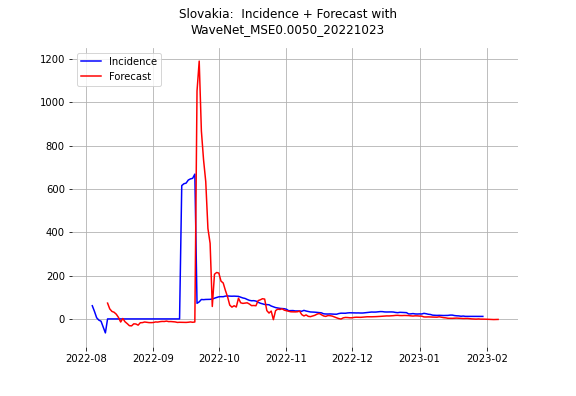 Slovakia:  Incidence + Forecast with
WaveNet_MSE0.0050_20221023
Incidence
Forecast
1200
1000
800
600
400
200
0
2022-08 2022-09 2022-10 2022-11 2022-12 2023-01 2023-02